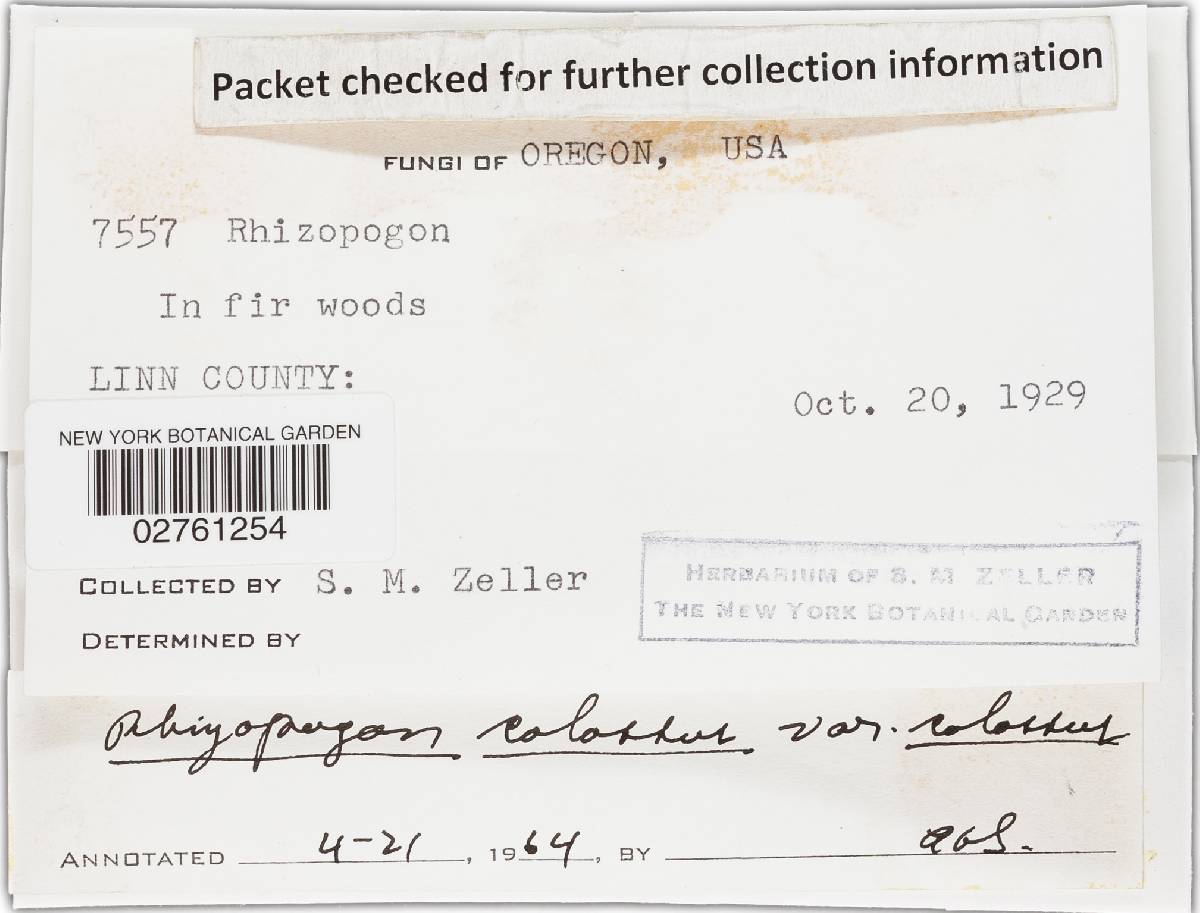 Packet checked for further collection information
FUNGI OF OREGON, USA
7557 Rhizopogon
In fir woods
LINN COUNTY:
Oct. 20, 1929
NEW YORK BOTANICAL GARDEN
02761254
COLLECTED BY S. M. Zeller
HERBARIUM OF S. M. ZELLER
THE NEW YORK BOTANICAL GARDEN
DETERMINED BY
Rhizopogon colossus var. colossus
ANNOTATED 4-21, 1964, BY AHS.